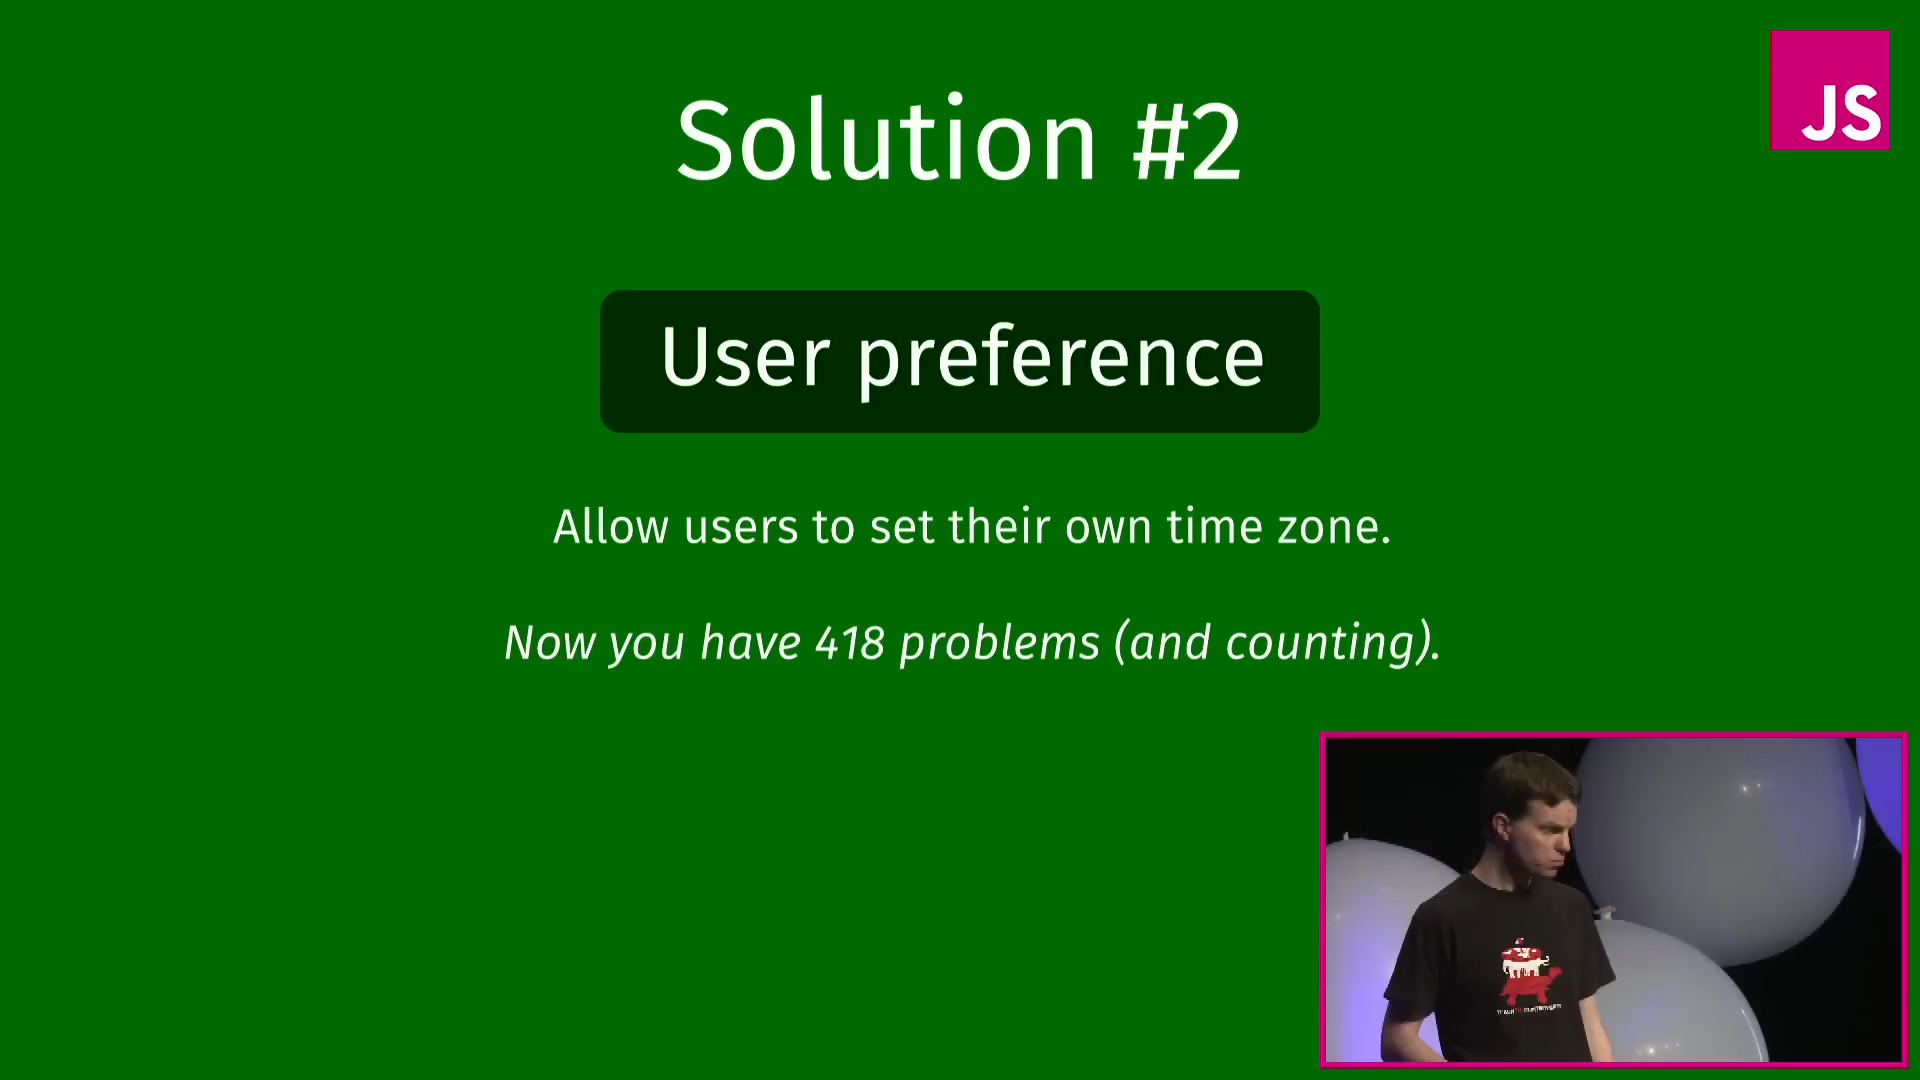 Solution #2
JS
User preference
Allow users to set their own time zone.
Now you have 418 problems (and counting).